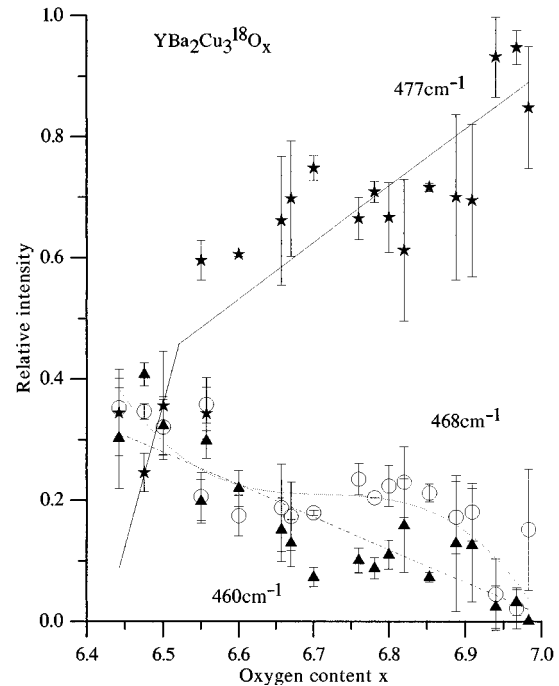 1.0
YBa₂Cu₃¹⁸Oₓ
477cm⁻¹
0.8
0.6
Relative intensity
0.4
468cm⁻¹
0.2
460cm⁻¹
0.0
6.4 6.5 6.6 6.7 6.8 6.9 7.0
Oxygen content x